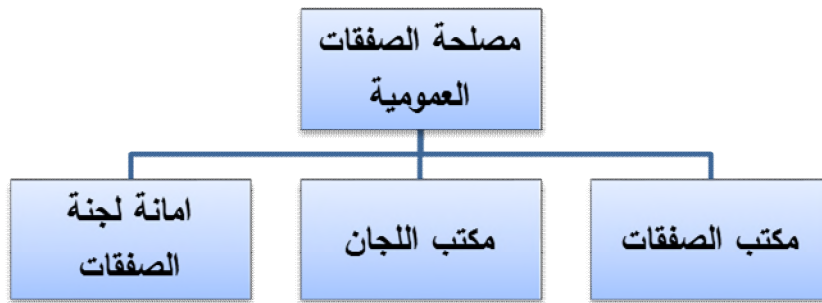 مصلحة الصفقات
العمومية
مكتب الصفقات
مكتب اللجان
امانة لجنة
الصفقات